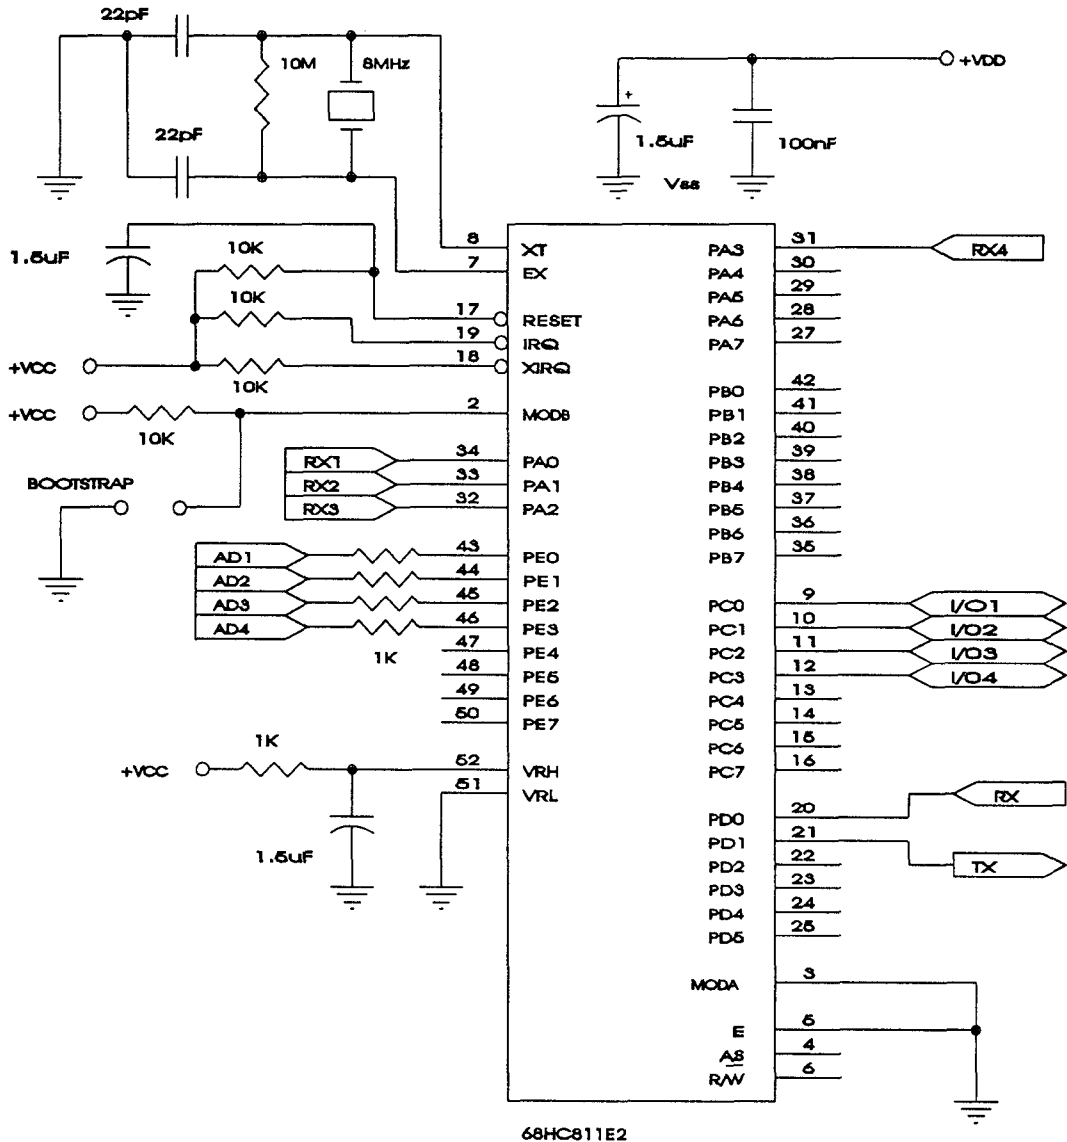 22pF
10M
8MHz
22pF
+VDD
+
1.5uF
100nF
Vss
1.5uF
10K
10K
10K
+VCC
+VCC
10K
BOOTSTRAP
8 XT
7 EX
17 RESET
19 IRQ
18 XIRQ
2 MODB
RX1 34 PA0
RX2 33 PA1
RX3 32 PA2
AD1 43 PE0
AD2 44 PE1
AD3 45 PE2
AD4 46 PE3
1K
47 PE4
48 PE5
49 PE6
50 PE7
1K
+VCC
52 VRH
51 VRL
1.5uF
PA3 31 RX4
PA4 30
PA5 29
PA6 28
PA7 27
PB0 42
PB1 41
PB2 40
PB3 39
PB4 38
PB5 37
PB6 36
PB7 35
PC0 9 I/O1
PC1 10 I/O2
PC2 11 I/O3
PC3 12 I/O4
PC4 13
PC5 14
PC6 15
PC7 16
PD0 20 RX
PD1 21 TX
PD2 22
PD3 23
PD4 24
PD5 25
MODA 3
E 5
AS 4
R/W 6
68HC811E2